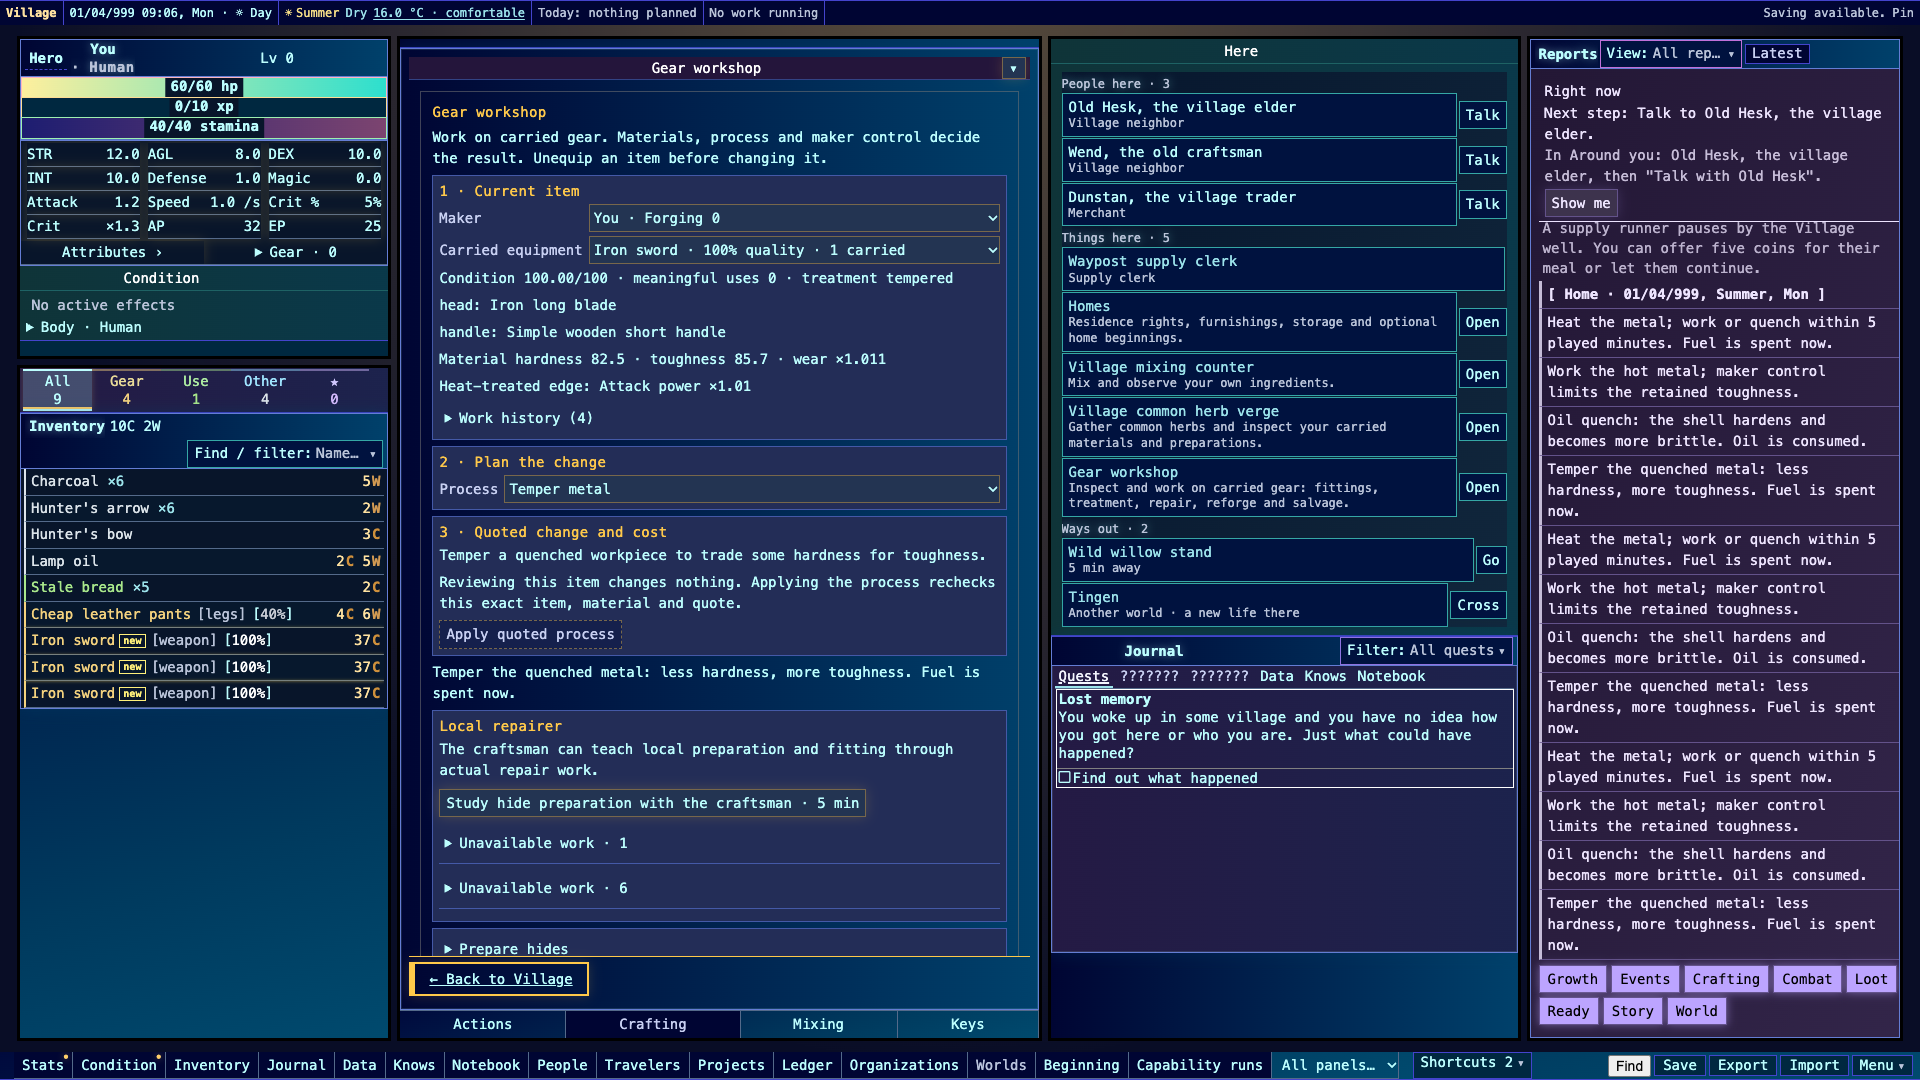 Village
01/04/999 09:06, Mon · ☀ Day
☀ Summer Dry 16.0 °C · comfortable
Today: nothing planned
No work running
Saving available. Pin
Hero · You
Human
Lv 0
60/60 hp
0/10 xp
40/40 stamina
STR 12.0 AGL 8.0 DEX 10.0
INT 10.0 Defense 1.0 Magic 0.0
Attack 1.2 Speed 1.0 /s Crit % 5%
Crit ×1.3 AP 32 EP 25
Attributes ›
▶ Gear · 0
Condition
No active effects
▶ Body · Human
All 9
Gear 4
Use 1
Other 4
★ 0
Inventory 10C 2W
Find / filter: Name… ▾
Charcoal ×6 5W
Hunter's arrow ×6 2W
Hunter's bow 3C
Lamp oil 2C 5W
Stale bread ×5 2C
Cheap leather pants [legs] [40%] 4C 6W
Iron sword new [weapon] [100%] 37C
Iron sword new [weapon] [100%] 37C
Iron sword new [weapon] [100%] 37C
Gear workshop ▼
Gear workshop
Work on carried gear. Materials, process and maker control decide
the result. Unequip an item before changing it.
1 · Current item
Maker You · Forging 0
Carried equipment Iron sword · 100% quality · 1 carried
Condition 100.00/100 · meaningful uses 0 · treatment tempered
head: Iron long blade
handle: Simple wooden short handle
Material hardness 82.5 · toughness 85.7 · wear ×1.011
Heat-treated edge: Attack power ×1.01
▶ Work history (4)
2 · Plan the change
Process Temper metal
3 · Quoted change and cost
Temper a quenched workpiece to trade some hardness for toughness.
Reviewing this item changes nothing. Applying the process rechecks
this exact item, material and quote.
Apply quoted process
Temper the quenched metal: less hardness, more toughness. Fuel is
spent now.
Local repairer
The craftsman can teach local preparation and fitting through
actual repair work.
Study hide preparation with the craftsman · 5 min
▶ Unavailable work · 1
▶ Unavailable work · 6
▶ Prepare hides
← Back to Village
Actions
Crafting
Mixing
Keys
Here
People here · 3
Old Hesk, the village elder
Village neighbor
Talk
Wend, the old craftsman
Village neighbor
Talk
Dunstan, the village trader
Merchant
Talk
Things here · 5
Waypost supply clerk
Supply clerk
Homes
Residence rights, furnishings, storage and optional
home beginnings.
Open
Village mixing counter
Mix and observe your own ingredients.
Open
Village common herb verge
Gather common herbs and inspect your carried
materials and preparations.
Open
Gear workshop
Inspect and work on carried gear: fittings,
treatment, repair, reforge and salvage.
Open
Ways out · 2
Wild willow stand
5 min away
Go
Tingen
Another world · a new life there
Cross
Journal
Filter: All quests ▾
Quests ??????? ??????? Data Knows Notebook
Lost memory
You woke up in some village and you have no idea how
you got here or who you are. Just what could have
happened?
☐Find out what happened
Reports
View: All rep… ▾
Latest
Right now
Next step: Talk to Old Hesk, the village
elder.
In Around you: Old Hesk, the village
elder, then "Talk with Old Hesk".
Show me
A supply runner pauses by the Village
well. You can offer five coins for their
meal or let them continue.
[ Home · 01/04/999, Summer, Mon ]
Heat the metal; work or quench within 5
played minutes. Fuel is spent now.
Work the hot metal; maker control
limits the retained toughness.
Oil quench: the shell hardens and
becomes more brittle. Oil is consumed.
Temper the quenched metal: less
hardness, more toughness. Fuel is spent
now.
Heat the metal; work or quench within 5
played minutes. Fuel is spent now.
Work the hot metal; maker control
limits the retained toughness.
Oil quench: the shell hardens and
becomes more brittle. Oil is consumed.
Temper the quenched metal: less
hardness, more toughness. Fuel is spent
now.
Heat the metal; work or quench within 5
played minutes. Fuel is spent now.
Work the hot metal; maker control
limits the retained toughness.
Oil quench: the shell hardens and
becomes more brittle. Oil is consumed.
Temper the quenched metal: less
hardness, more toughness. Fuel is spent
now.
Growth Events Crafting Combat Loot
Ready Story World
Stats Condition Inventory Journal Data Knows Notebook People Travelers Projects Ledger Organizations Worlds Beginning Capability runs All panels… Shortcuts 2 ▾ Find Save Export Import Menu ▾